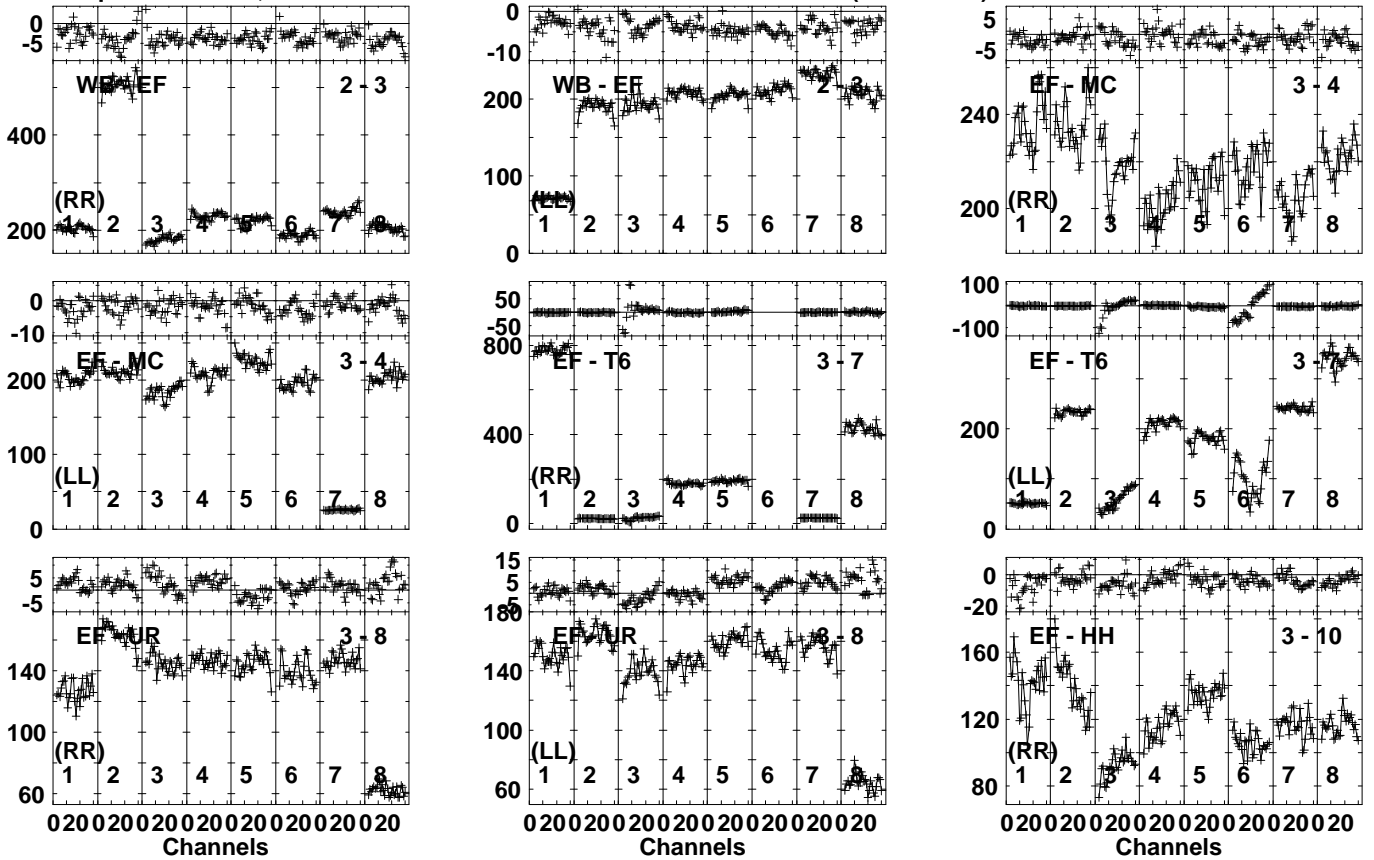 0
-5
WB - EF 2 - 3
400
(RR)
200
1 2 3 4 5 6 7 8
0
-10
WB - EF 2 - 3
200
100
(LL)
0
1 2 3 4 5 6 7 8
5
-5
EF - MC 3 - 4
240
(RR)
200
1 2 3 4 5 6 7 8
0
-10
EF - MC 3 - 4
200
100
(LL)
0
1 2 3 4 5 6 7 8
50
-50
800
EF - T6 3 - 7
400
(RR)
0
1 2 3 4 5 6 7 8
100
-100
EF - T6 3 - 7
200
(LL)
0
1 2 3 4 5 6 7 8
5
-5
EF - UR 3 - 8
140
100
(RR)
60
1 2 3 4 5 6 7 8
0 20 0 20 0 20 0 20 0 20 0 20 0 20 0 20
Channels
15
5
180
EF - UR 3 - 8
140
100
(LL)
60
1 2 3 4 5 6 7 8
0 20 0 20 0 20 0 20 0 20 0 20 0 20 0 20
Channels
0
-20
EF - HH 3 - 10
160
120
(RR)
80
1 2 3 4 5 6 7 8
0 20 0 20 0 20 0 20 0 20 0 20 0 20 0 20
Channels